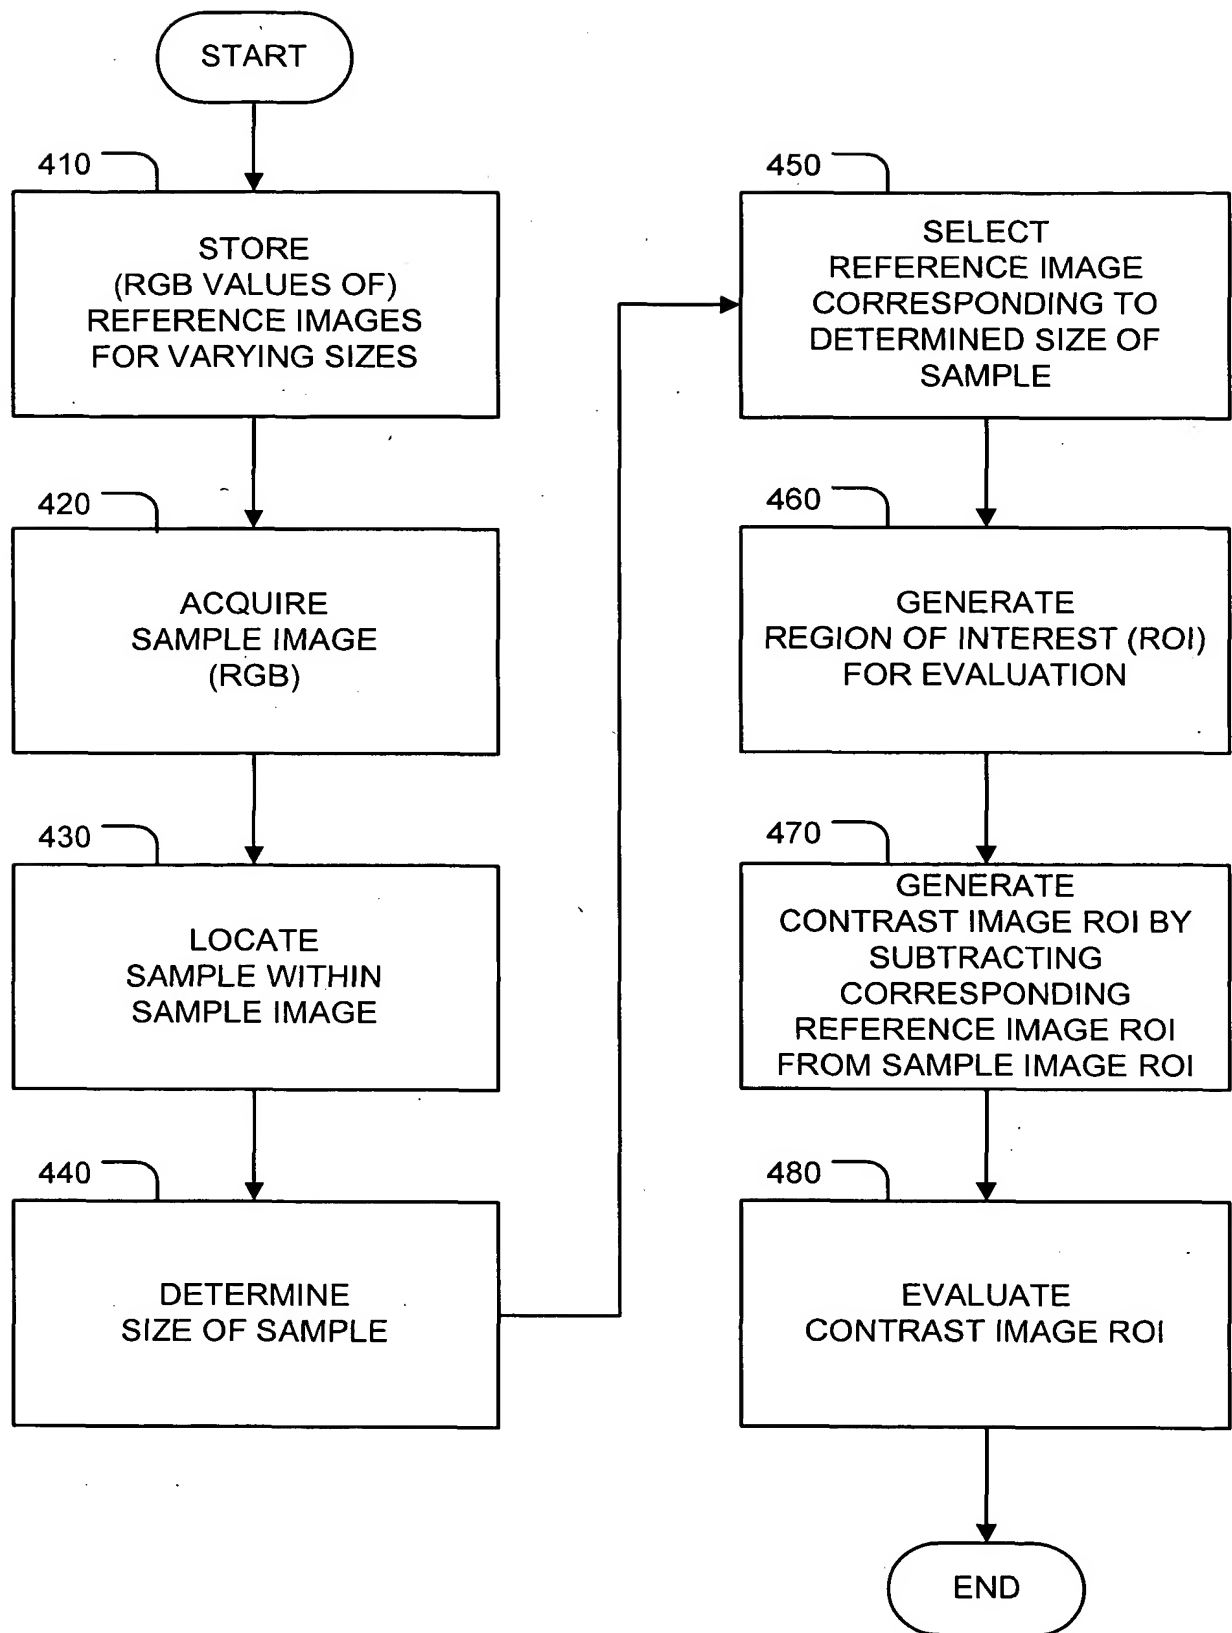 START
410
STORE
(RGB VALUES OF)
REFERENCE IMAGES
FOR VARYING SIZES
420
ACQUIRE
SAMPLE IMAGE
(RGB)
430
LOCATE
SAMPLE WITHIN
SAMPLE IMAGE
440
DETERMINE
SIZE OF SAMPLE
450
SELECT
REFERENCE IMAGE
CORRESPONDING TO
DETERMINED SIZE OF
SAMPLE
460
GENERATE
REGION OF INTEREST (ROI)
FOR EVALUATION
470
GENERATE
CONTRAST IMAGE ROI BY
SUBTRACTING
CORRESPONDING
REFERENCE IMAGE ROI
FROM SAMPLE IMAGE ROI
480
EVALUATE
CONTRAST IMAGE ROI
END